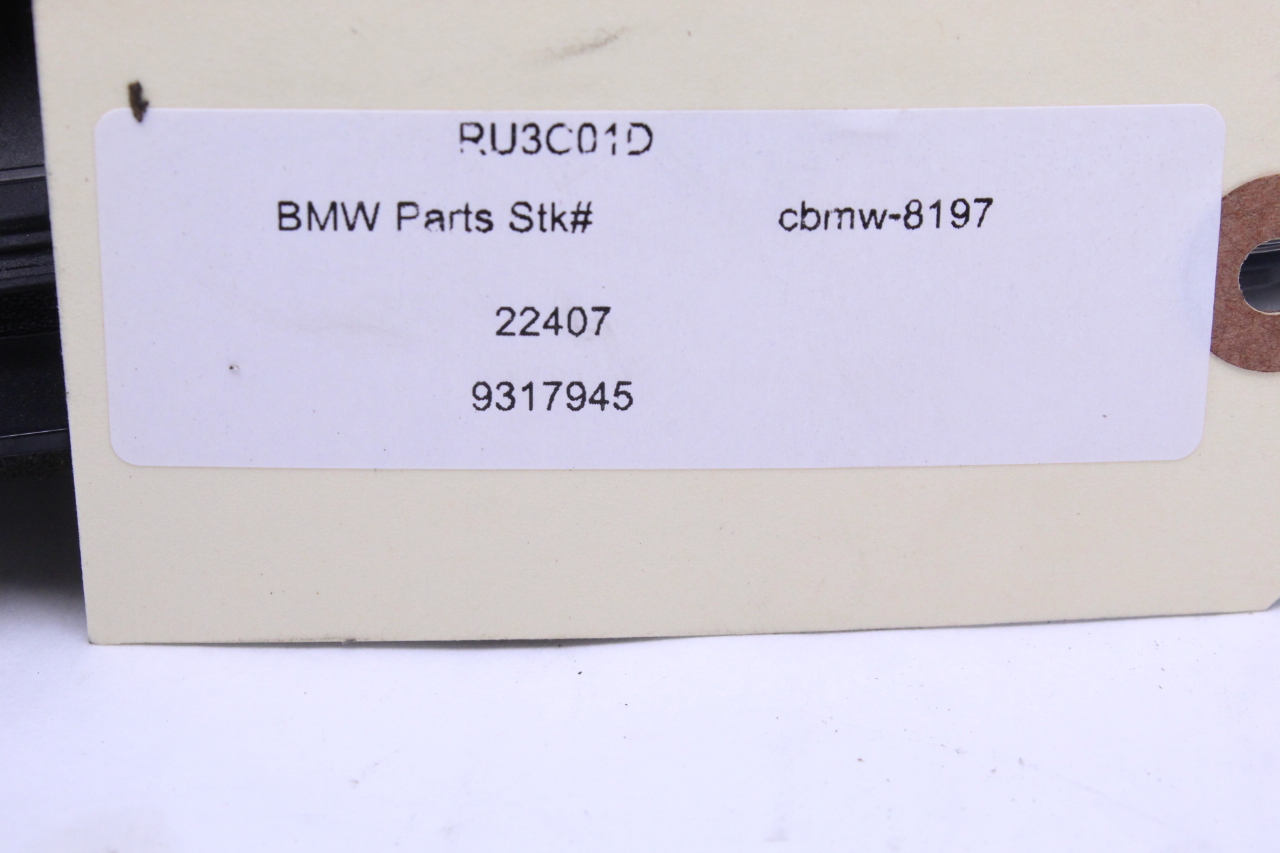 RU3C01D
BMW Parts Stk# cbmw-8197
22407
9317945